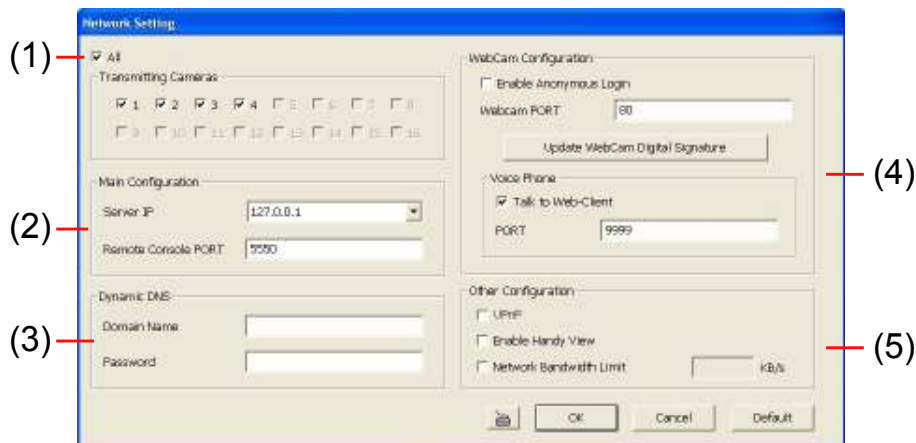 Network Setting
(1)
All
Transmitting Cameras
1 2 3 4 5 6 7 8
9 10 11 12 13 14 15 16
Main Configuration
(2)
Server IP 127.0.0.1
Remote Console PORT 5550
Dynamic DNS
(3)
Domain Name
Password
WebCam Configuration
Enable Anonymous Login
Webcam PORT 80
Update WebCam Digital Signature
(4)
Voice Phone
Talk to Web-Client
PORT 9999
Other Configuration
UPnP
Enable Handy View
(5)
Network Bandwidth Limit KB/s
OK Cancel Default